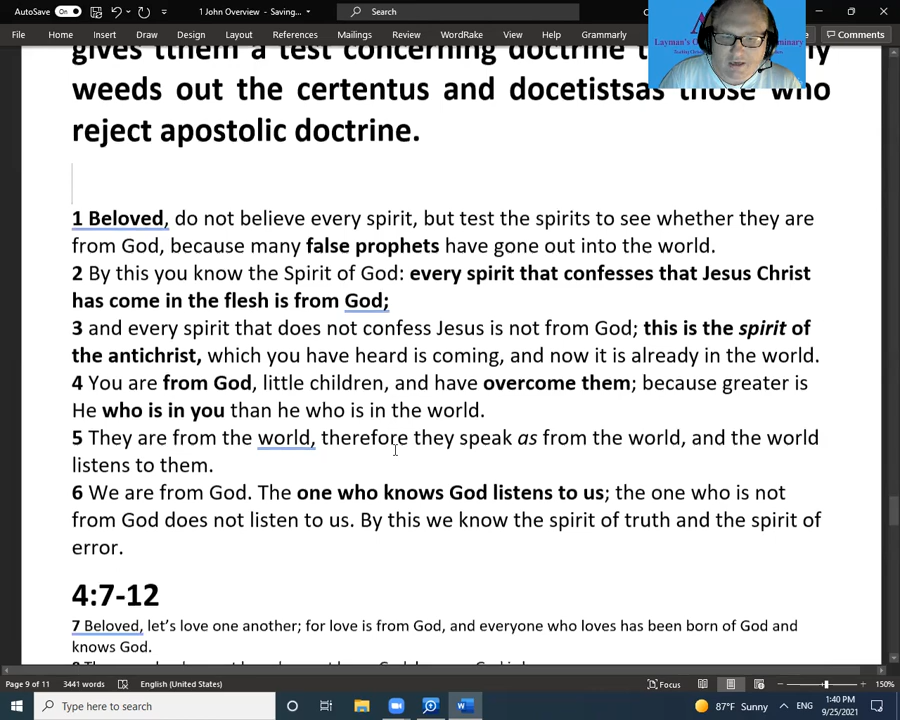 AutoSave On 1 John Overview - Saving... Search
File Home Insert Draw Design Layout References Mailings Review WordRake View Help Grammarly Comments
Layman's
gives tthem a test concerning doctrine
weeds out the certentus and docetistsas those who
reject apostolic doctrine.
1 Beloved, do not believe every spirit, but test the spirits to see whether they are
from God, because many false prophets have gone out into the world.
2 By this you know the Spirit of God: every spirit that confesses that Jesus Christ
has come in the flesh is from God;
3 and every spirit that does not confess Jesus is not from God; this is the spirit of
the antichrist, which you have heard is coming, and now it is already in the world.
4 You are from God, little children, and have overcome them; because greater is
He who is in you than he who is in the world.
5 They are from the world, therefore they speak as from the world, and the world
listens to them.
6 We are from God. The one who knows God listens to us; the one who is not
from God does not listen to us. By this we know the spirit of truth and the spirit of
error.
4:7-12
7 Beloved, let's love one another; for love is from God, and everyone who loves has been born of God and
knows God.
Page 9 of 11 3441 words English (United States) Focus 150%
Type here to search 87°F Sunny ENG 1:40 PM
9/25/2021